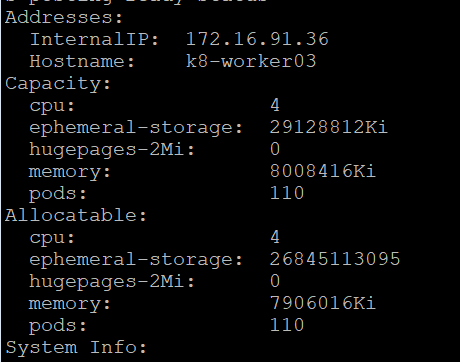 Addresses:
  InternalIP:  172.16.91.36
  Hostname:    k8-worker03
Capacity:
  cpu:                4
  ephemeral-storage:  29128812Ki
  hugepages-2Mi:      0
  memory:             8008416Ki
  pods:               110
Allocatable:
  cpu:                4
  ephemeral-storage:  26845113095
  hugepages-2Mi:      0
  memory:             7906016Ki
  pods:               110
System Info: